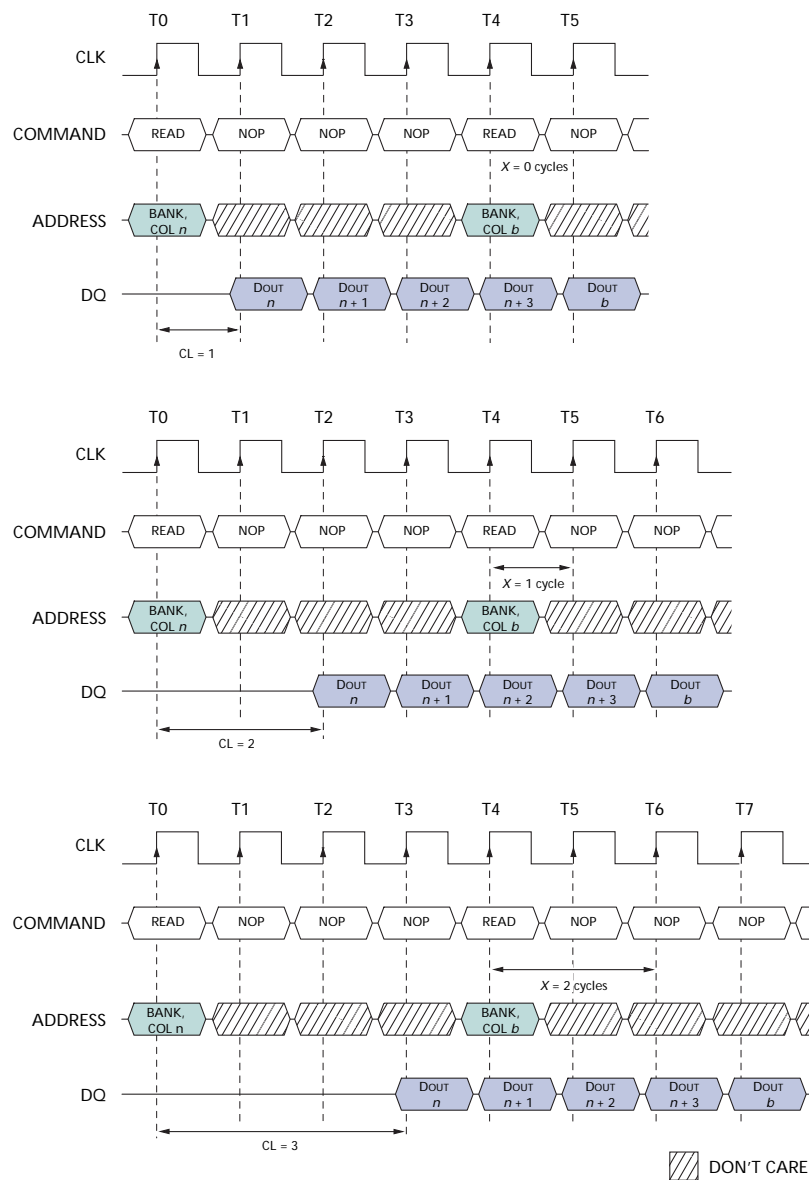 T0 T1 T2 T3 T4 T5
CLK
COMMAND READ NOP NOP NOP READ NOP
X = 0 cycles
ADDRESS BANK, COL n BANK, COL b
DQ DOUT n DOUT n + 1 DOUT n + 2 DOUT n + 3 DOUT b
CL = 1
T0 T1 T2 T3 T4 T5 T6
CLK
COMMAND READ NOP NOP NOP READ NOP NOP
X = 1 cycle
ADDRESS BANK, COL n BANK, COL b
DQ DOUT n DOUT n + 1 DOUT n + 2 DOUT n + 3 DOUT b
CL = 2
T0 T1 T2 T3 T4 T5 T6 T7
CLK
COMMAND READ NOP NOP NOP READ NOP NOP NOP
X = 2 cycles
ADDRESS BANK, COL n BANK, COL b
DQ DOUT n DOUT n + 1 DOUT n + 2 DOUT n + 3 DOUT b
CL = 3
DON'T CARE